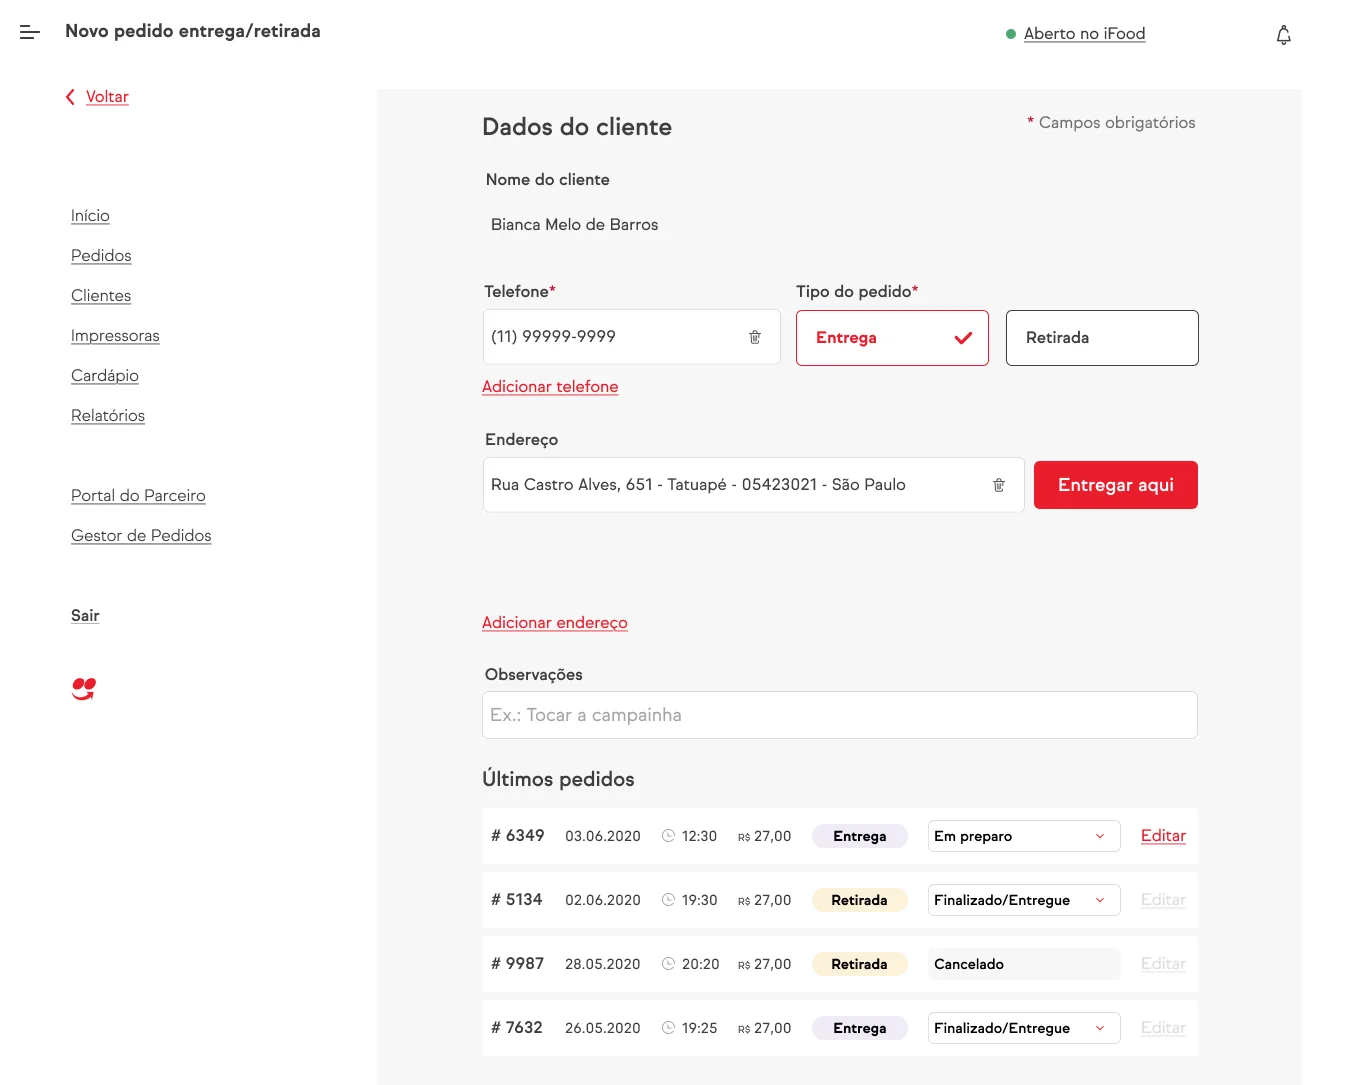 Novo pedido entrega/retirada
Aberto no iFood
Voltar
Início
Pedidos
Clientes
Impressoras
Cardápio
Relatórios
Portal do Parceiro
Gestor de Pedidos
Sair
Dados do cliente
* Campos obrigatórios
Nome do cliente
Bianca Melo de Barros
Telefone* Tipo do pedido*
(11) 99999-9999 Entrega Retirada
Adicionar telefone
Endereço
Rua Castro Alves, 651 - Tatuapé - 05423021 - São Paulo Entregar aqui
Adicionar endereço
Observações
Ex.: Tocar a campainha
Últimos pedidos
# 6349 03.06.2020 12:30 R$ 27,00 Entrega Em preparo Editar
# 5134 02.06.2020 19:30 R$ 27,00 Retirada Finalizado/Entregue Editar
# 9987 28.05.2020 20:20 R$ 27,00 Retirada Cancelado Editar
# 7632 26.05.2020 19:25 R$ 27,00 Entrega Finalizado/Entregue Editar